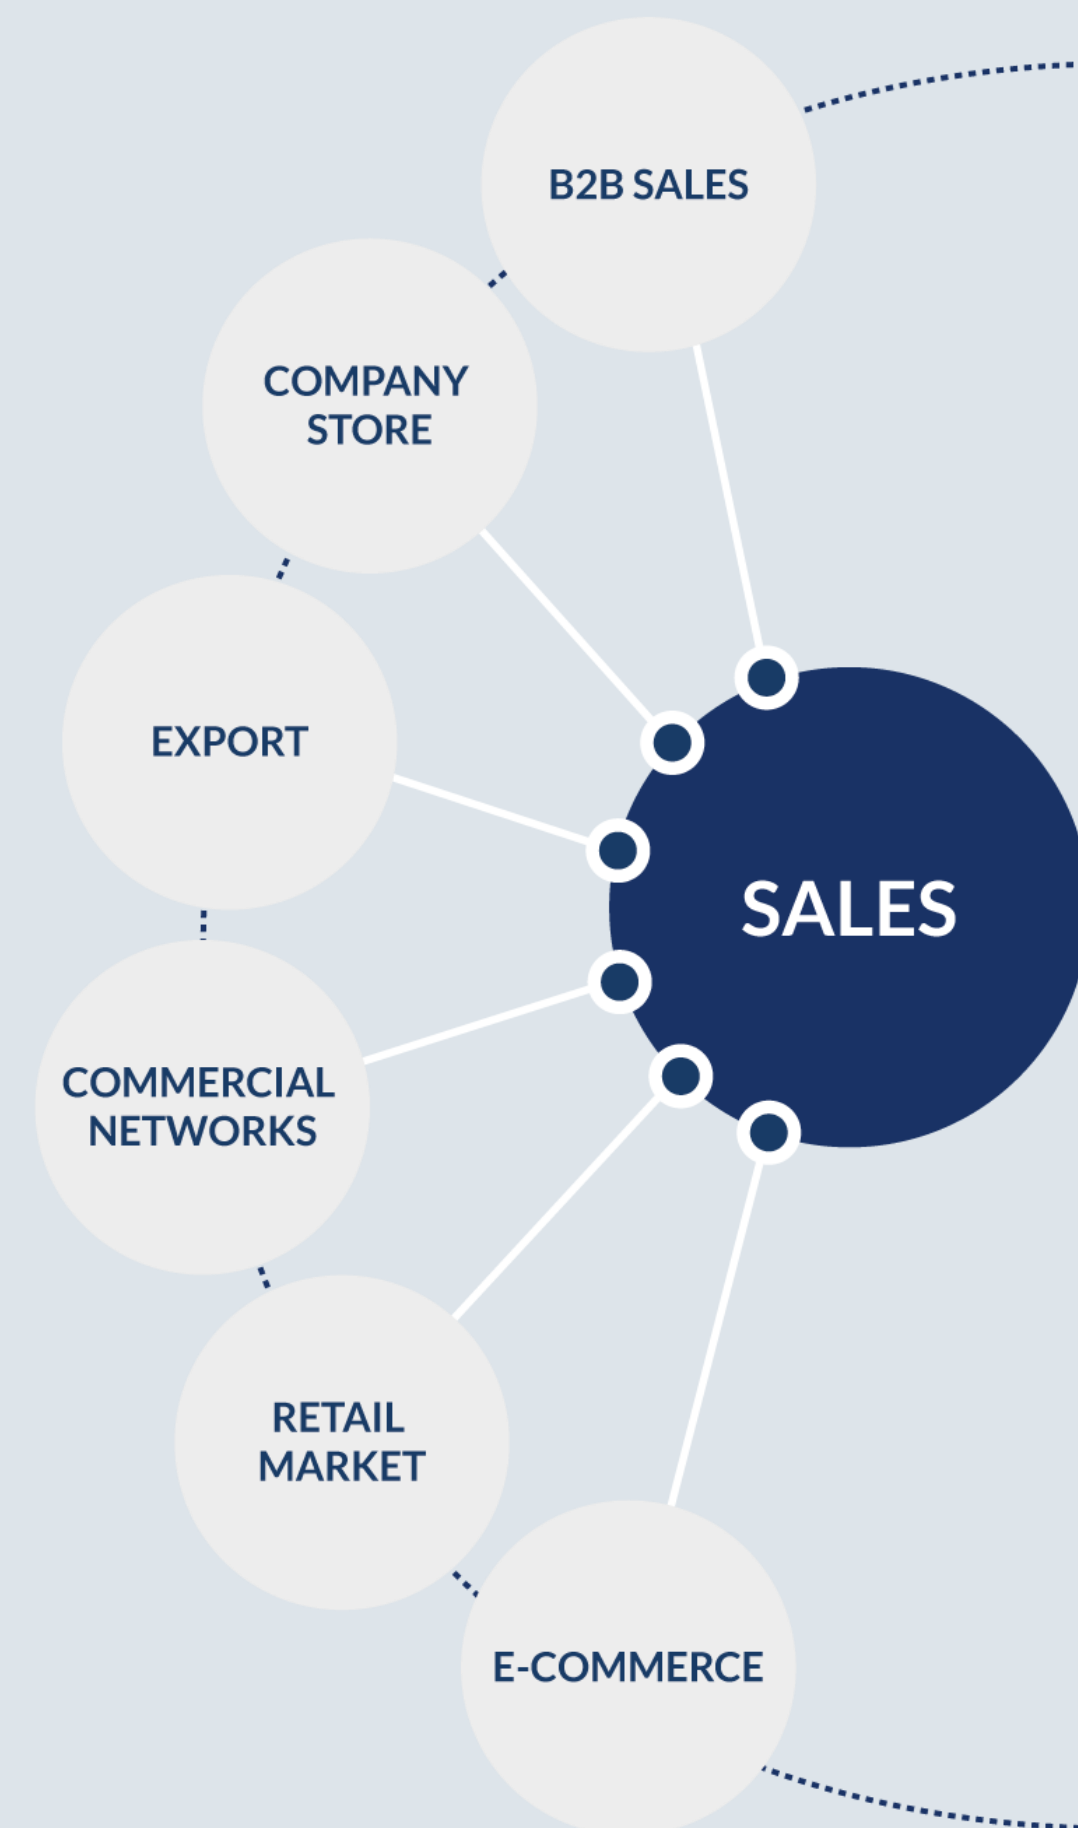 B2B SALES
COMPANY
STORE
EXPORT
SALES
COMMERCIAL
NETWORKS
RETAIL
MARKET
E-COMMERCE